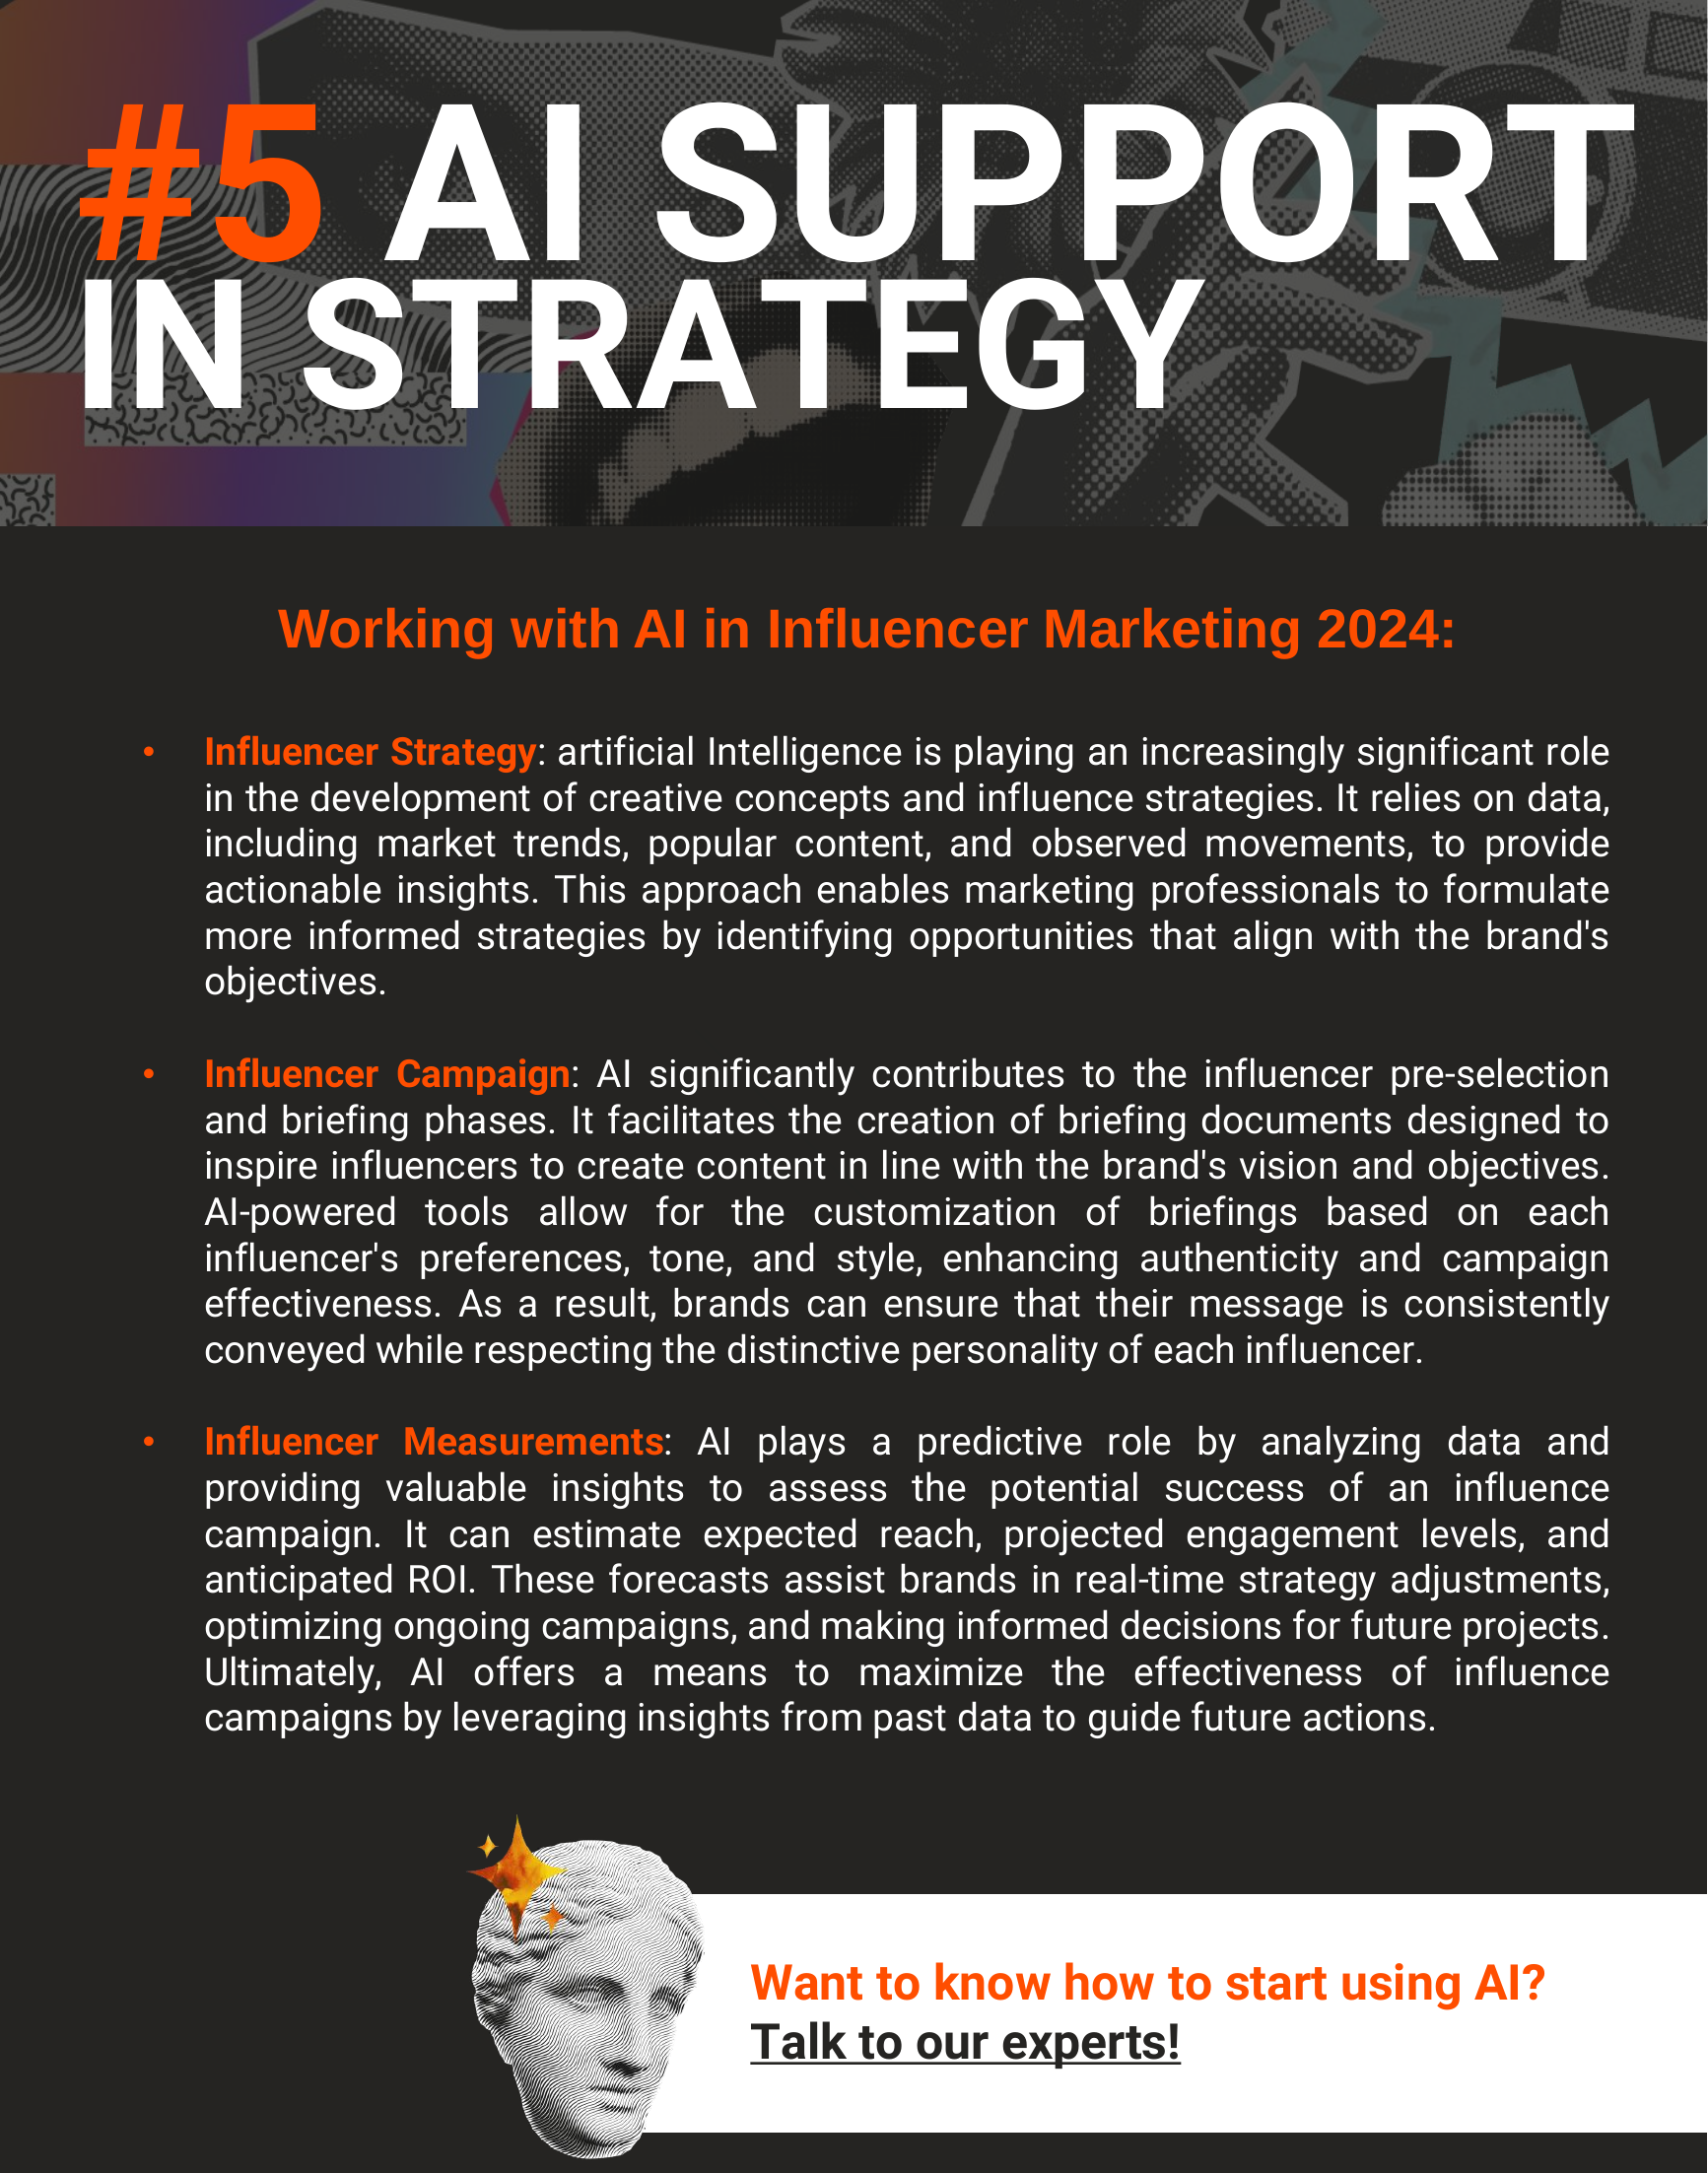 #5 AI SUPPORT
IN STRATEGY
Working with AI in Influencer Marketing 2024:
• Influencer Strategy: artificial Intelligence is playing an increasingly significant role
in the development of creative concepts and influence strategies. It relies on data,
including market trends, popular content, and observed movements, to provide
actionable insights. This approach enables marketing professionals to formulate
more informed strategies by identifying opportunities that align with the brand's
objectives.
• Influencer Campaign: AI significantly contributes to the influencer pre-selection
and briefing phases. It facilitates the creation of briefing documents designed to
inspire influencers to create content in line with the brand's vision and objectives.
AI-powered tools allow for the customization of briefings based on each
influencer's preferences, tone, and style, enhancing authenticity and campaign
effectiveness. As a result, brands can ensure that their message is consistently
conveyed while respecting the distinctive personality of each influencer.
• Influencer Measurements: AI plays a predictive role by analyzing data and
providing valuable insights to assess the potential success of an influence
campaign. It can estimate expected reach, projected engagement levels, and
anticipated ROI. These forecasts assist brands in real-time strategy adjustments,
optimizing ongoing campaigns, and making informed decisions for future projects.
Ultimately, AI offers a means to maximize the effectiveness of influence
campaigns by leveraging insights from past data to guide future actions.
Want to know how to start using AI?
Talk to our experts!